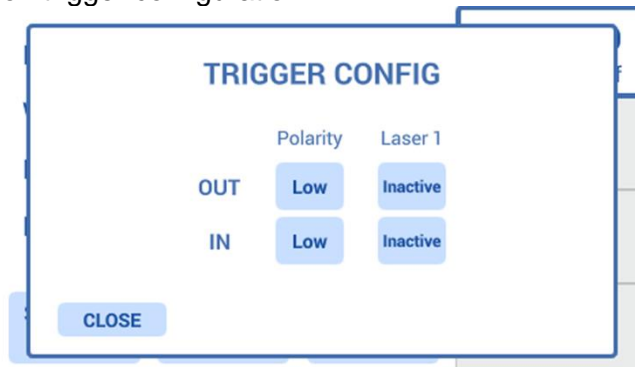 TRIGGER CONFIG
Polarity Laser 1
OUT Low Inactive
IN Low Inactive
CLOSE